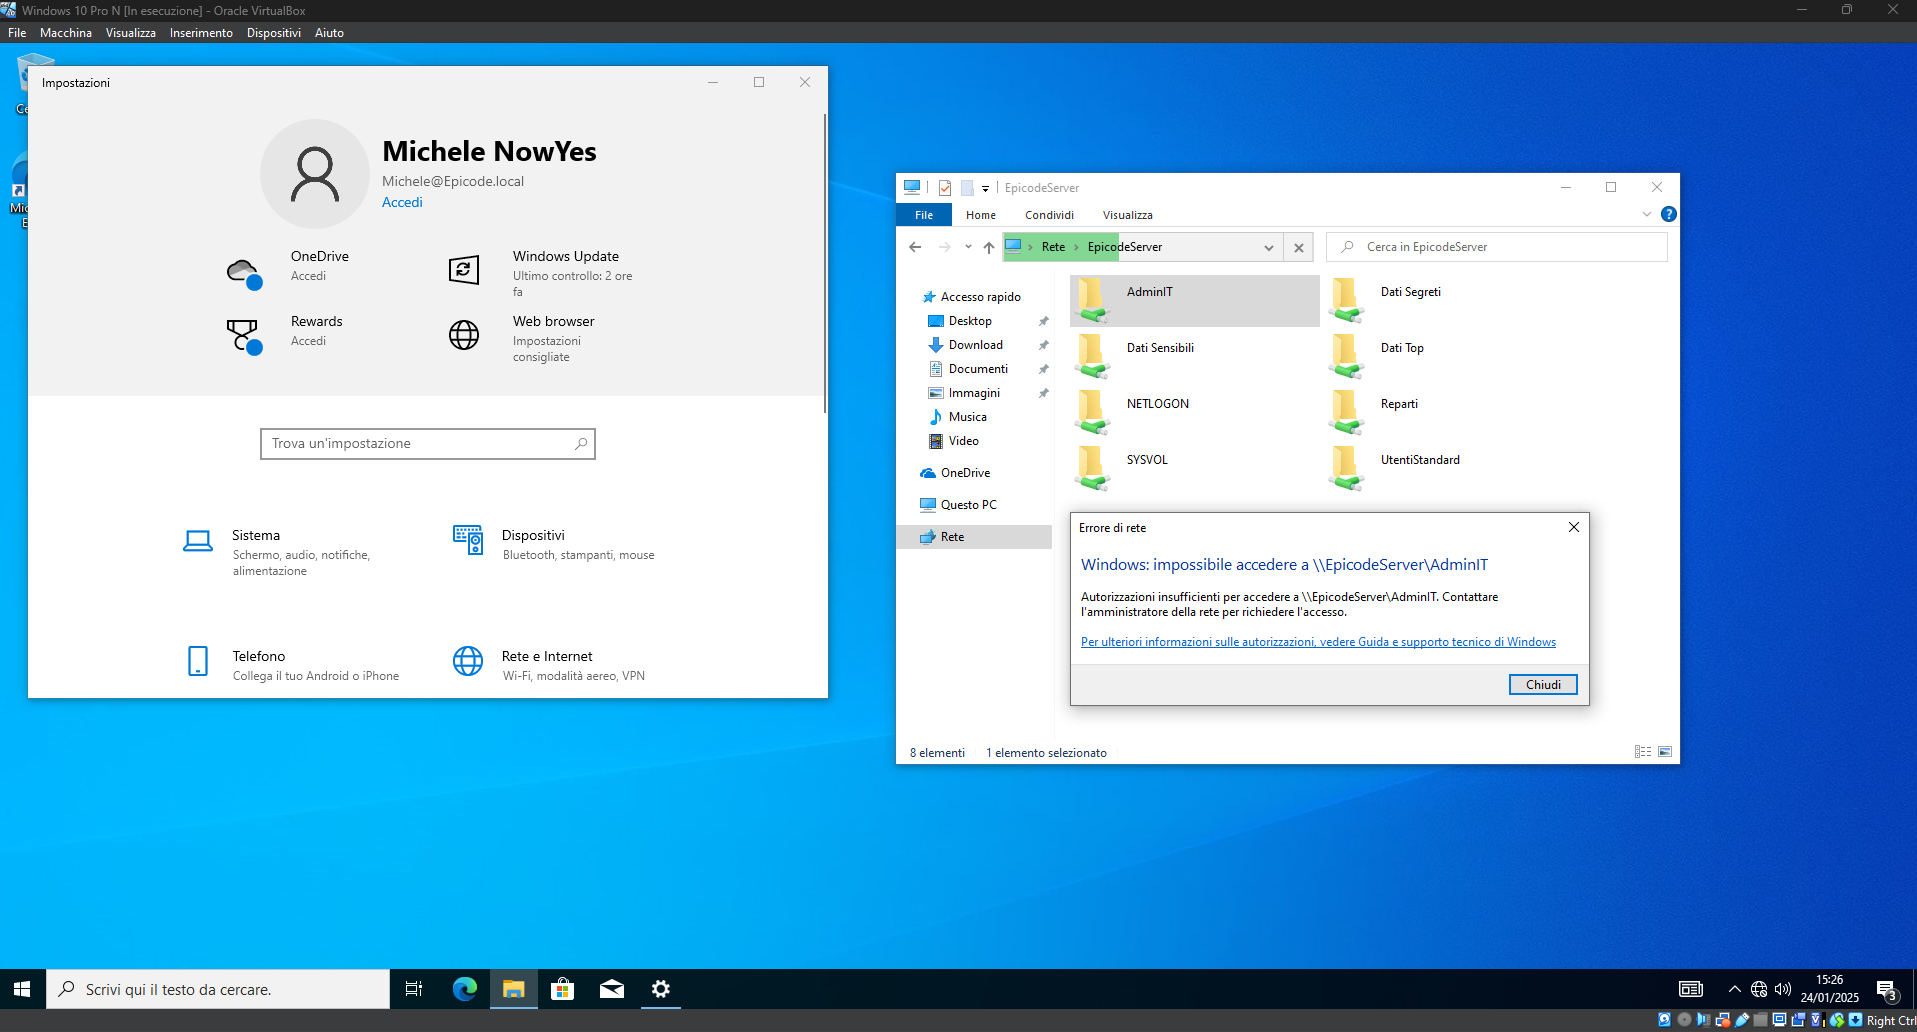 Windows 10 Pro N [In esecuzione] - Oracle VirtualBox
File Macchina Visualizza Inserimento Dispositivi Aiuto
Impostazioni
Michele NowYes
Michele@Epicode.local
Accedi
OneDrive
Accedi
Windows Update
Ultimo controllo: 2 ore
fa
Rewards
Accedi
Web browser
Impostazioni
consigliate
Trova un'impostazione
Sistema
Schermo, audio, notifiche,
alimentazione
Dispositivi
Bluetooth, stampanti, mouse
Telefono
Collega il tuo Android o iPhone
Rete e Internet
Wi-Fi, modalità aereo, VPN
EpicodeServer
File Home Condividi Visualizza
Rete EpicodeServer
Cerca in EpicodeServer
Accesso rapido
Desktop
Download
Documenti
Immagini
Musica
Video
OneDrive
Questo PC
Rete
AdminIT
Dati Segreti
Dati Sensibili
Dati Top
NETLOGON
Reparti
SYSVOL
UtentiStandard
Errore di rete
Windows: impossibile accedere a \\EpicodeServer\AdminIT
Autorizzazioni insufficienti per accedere a \\EpicodeServer\AdminIT. Contattare
l'amministratore della rete per richiedere l'accesso.
Per ulteriori informazioni sulle autorizzazioni, vedere Guida e supporto tecnico di Windows
Chiudi
8 elementi 1 elemento selezionato
Scrivi qui il testo da cercare.
15:26
24/01/2025
3
Right Ctrl